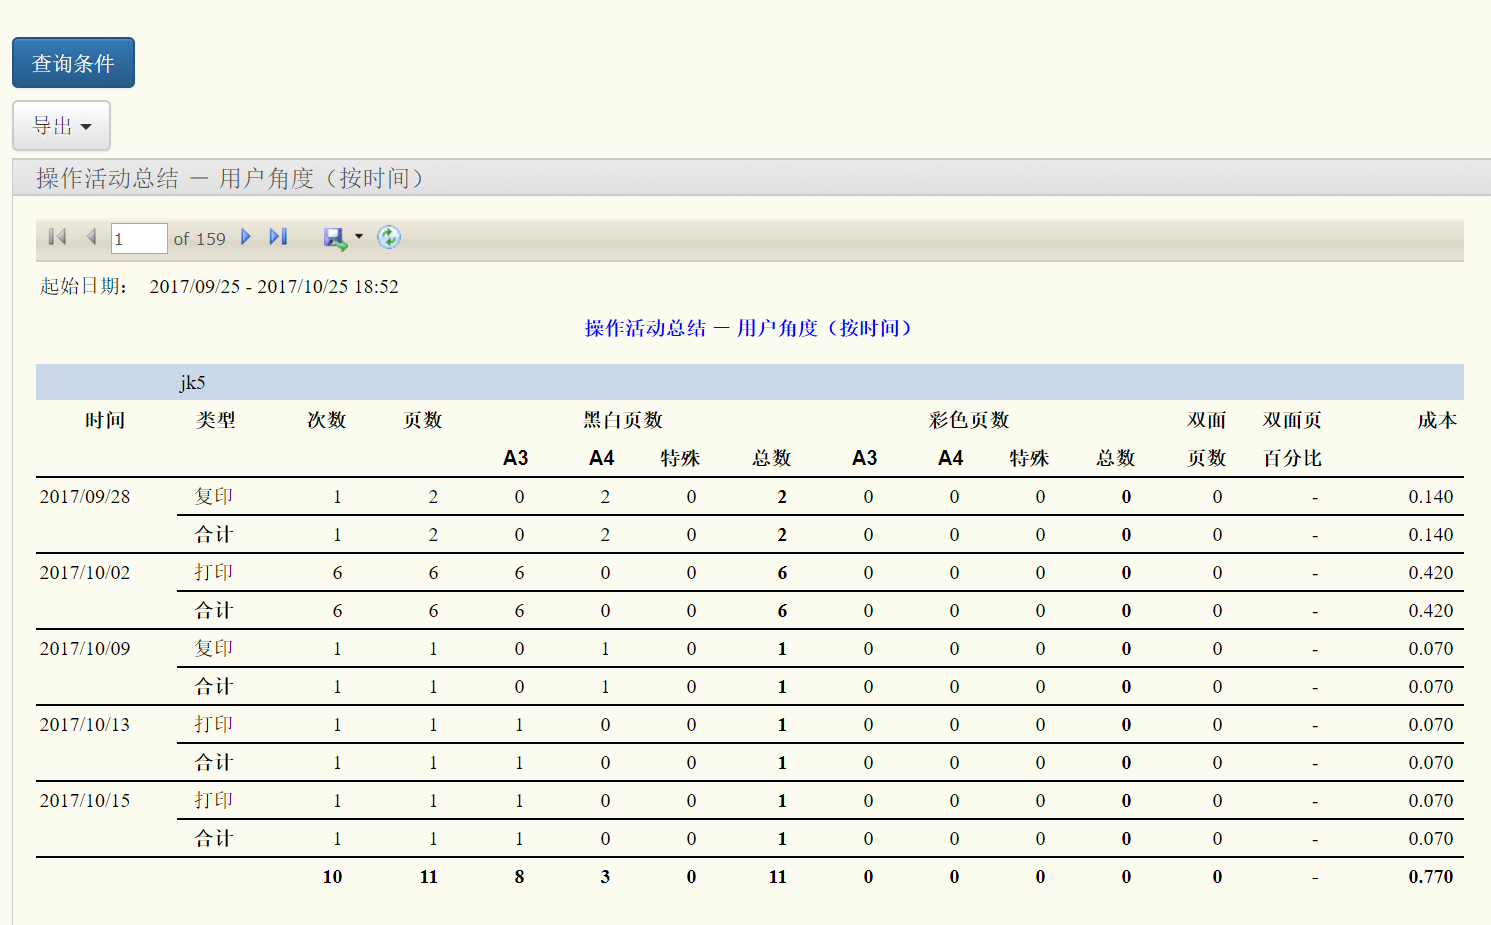 查询条件
导出
操作活动总结 － 用户角度（按时间）
1 of 159
起始日期： 2017/09/25 - 2017/10/25 18:52
操作活动总结 － 用户角度（按时间）
jk5
时间 类型 次数 页数 黑白页数 彩色页数 双面 双面页 成本
A3 A4 特殊 总数 A3 A4 特殊 总数 页数 百分比
2017/09/28 复印 1 2 0 2 0 2 0 0 0 0 0 - 0.140
合计 1 2 0 2 0 2 0 0 0 0 0 - 0.140
2017/10/02 打印 6 6 6 0 0 6 0 0 0 0 0 - 0.420
合计 6 6 6 0 0 6 0 0 0 0 0 - 0.420
2017/10/09 复印 1 1 0 1 0 1 0 0 0 0 0 - 0.070
合计 1 1 0 1 0 1 0 0 0 0 0 - 0.070
2017/10/13 打印 1 1 1 0 0 1 0 0 0 0 0 - 0.070
合计 1 1 1 0 0 1 0 0 0 0 0 - 0.070
2017/10/15 打印 1 1 1 0 0 1 0 0 0 0 0 - 0.070
合计 1 1 1 0 0 1 0 0 0 0 0 - 0.070
10 11 8 3 0 11 0 0 0 0 0 - 0.770